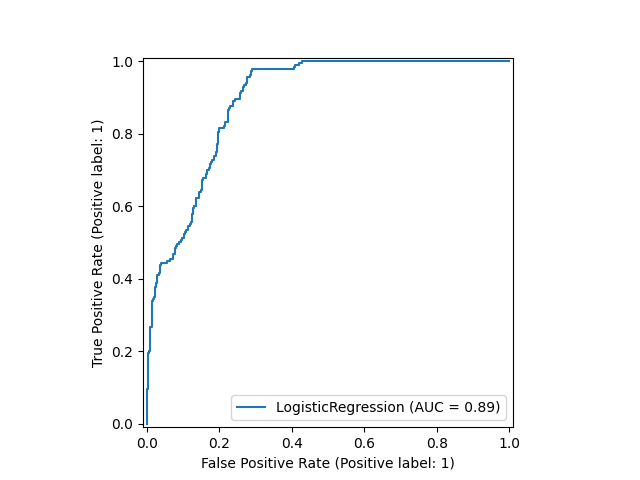 1.0
0.8
0.6
0.4
0.2
0.0
True Positive Rate (Positive label: 1)
LogisticRegression (AUC = 0.89)
0.0 0.2 0.4 0.6 0.8 1.0
False Positive Rate (Positive label: 1)